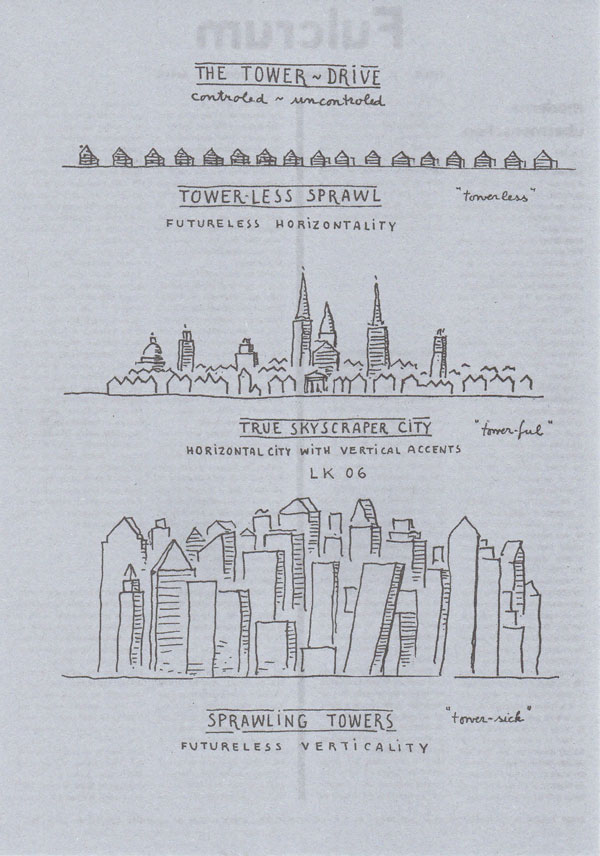 Fulcrum
THE TOWER ~ DRIVE
controled ~ uncontroled
TOWER-LESS SPRAWL
"towerless"
FUTURELESS HORIZONTALITY
TRUE SKYSCRAPER CITY
"tower-ful"
HORIZONTAL CITY WITH VERTICAL ACCENTS
LK 06
SPRAWLING TOWERS
"tower-sick"
FUTURELESS VERTICALITY